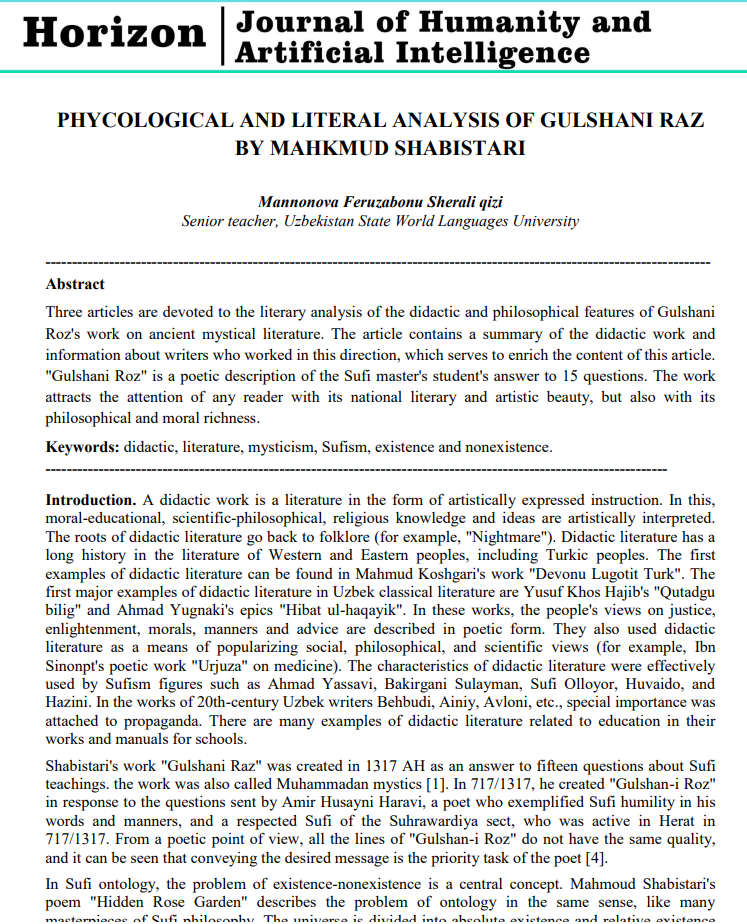 Horizon
Journal of Humanity and
Artificial Intelligence
PHYCOLOGICAL AND LITERAL ANALYSIS OF GULSHANI RAZ
BY MAHKMUD SHABISTARI
Mannonova Feruzabonu Sherali qizi
Senior teacher, Uzbekistan State World Languages University
Abstract
Three articles are devoted to the literary analysis of the didactic and philosophical features of Gulshani
Roz's work on ancient mystical literature. The article contains a summary of the didactic work and
information about writers who worked in this direction, which serves to enrich the content of this article.
"Gulshani Roz" is a poetic description of the Sufi master's student's answer to 15 questions. The work
attracts the attention of any reader with its national literary and artistic beauty, but also with its
philosophical and moral richness.
Keywords: didactic, literature, mysticism, Sufism, existence and nonexistence.
Introduction. A didactic work is a literature in the form of artistically expressed instruction. In this,
moral-educational, scientific-philosophical, religious knowledge and ideas are artistically interpreted.
The roots of didactic literature go back to folklore (for example, "Nightmare"). Didactic literature has a
long history in the literature of Western and Eastern peoples, including Turkic peoples. The first
examples of didactic literature can be found in Mahmud Koshgari's work "Devonu Lugotit Turk". The
first major examples of didactic literature in Uzbek classical literature are Yusuf Khos Hajib's "Qutadgu
bilig" and Ahmad Yugnaki's epics "Hibat ul-haqayik". In these works, the people's views on justice,
enlightenment, morals, manners and advice are described in poetic form. They also used didactic
literature as a means of popularizing social, philosophical, and scientific views (for example, Ibn
Sinonpt's poetic work "Urjuza" on medicine). The characteristics of didactic literature were effectively
used by Sufism figures such as Ahmad Yassavi, Bakirgani Sulayman, Sufi Olloyor, Huvaido, and
Hazini. In the works of 20th-century Uzbek writers Behbudi, Ainiy, Avloni, etc., special importance was
attached to propaganda. There are many examples of didactic literature related to education in their
works and manuals for schools.
Shabistari's work "Gulshani Raz" was created in 1317 AH as an answer to fifteen questions about Sufi
teachings. the work was also called Muhammadan mystics [1]. In 717/1317, he created "Gulshan-i Roz"
in response to the questions sent by Amir Husayni Haravi, a poet who exemplified Sufi humility in his
words and manners, and a respected Sufi of the Suhrawardiya sect, who was active in Herat in
717/1317. From a poetic point of view, all the lines of "Gulshan-i Roz" do not have the same quality,
and it can be seen that conveying the desired message is the priority task of the poet [4].
In Sufi ontology, the problem of existence-nonexistence is a central concept. Mahmoud Shabistari's
poem "Hidden Rose Garden" describes the problem of ontology in the same sense, like many
masterpieces of Sufi philosophy. The universe is divided into absolute existence and relative existence